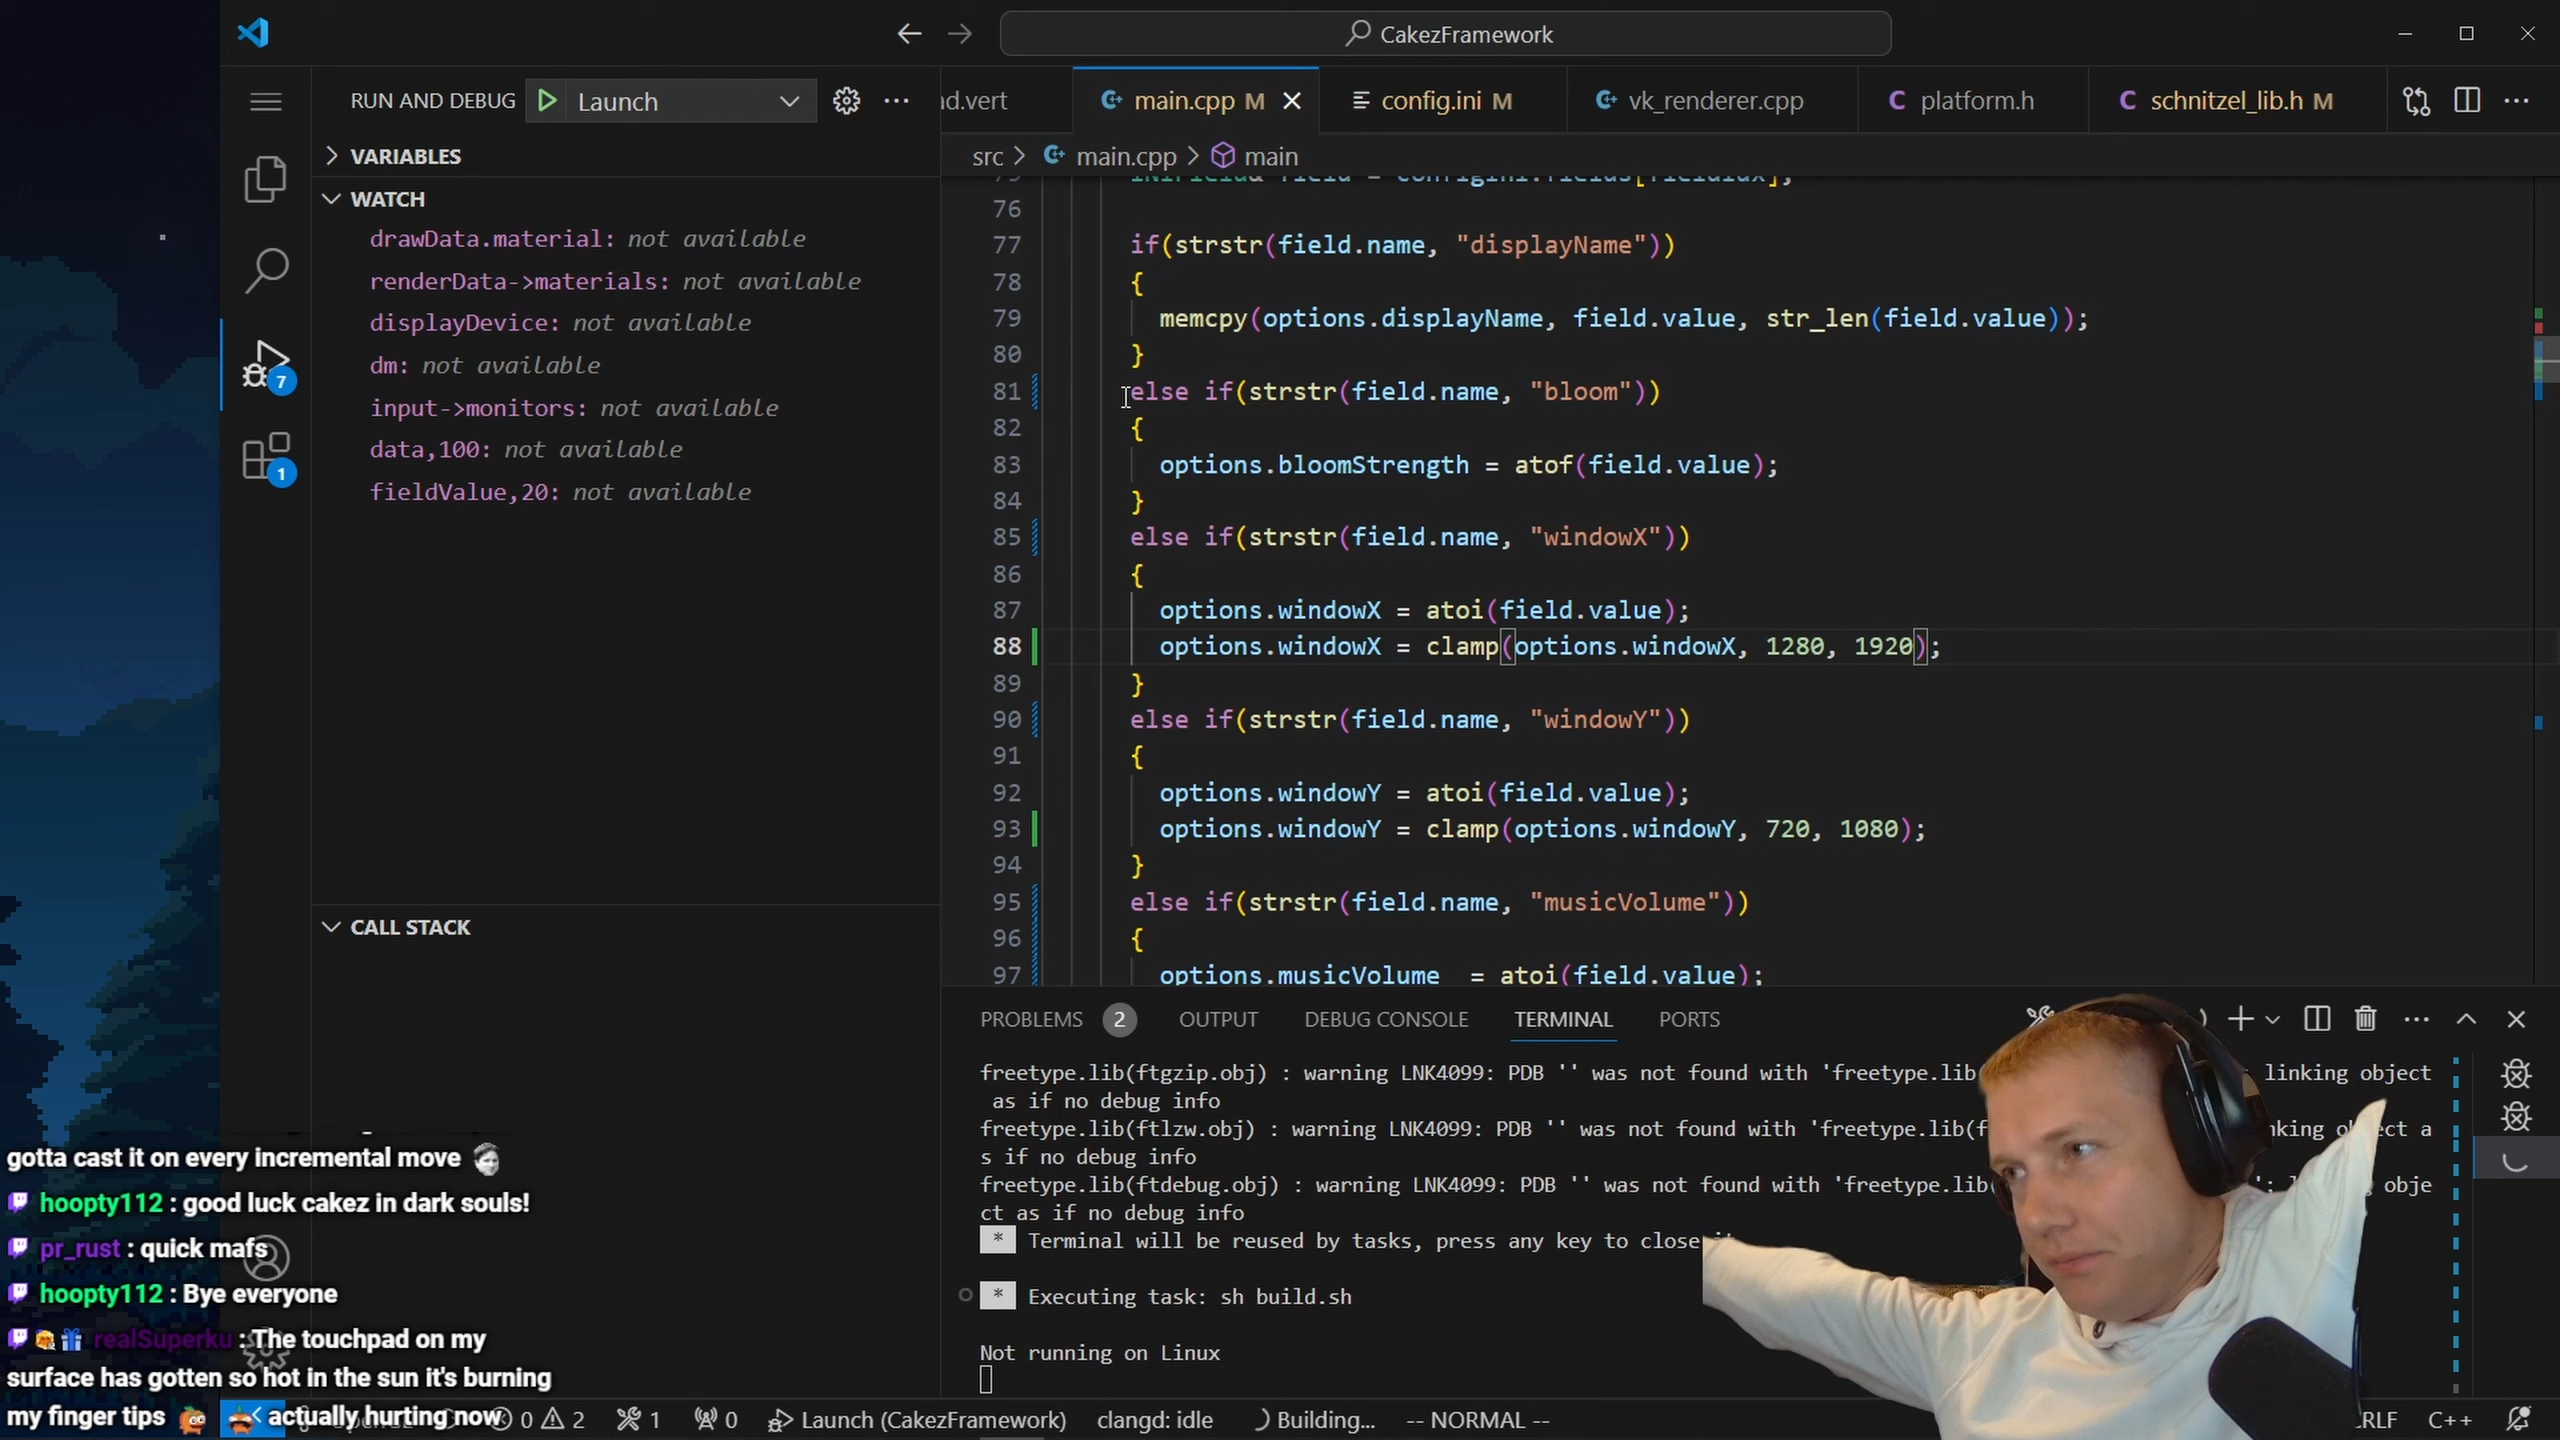 CakezFramework
RUN AND DEBUG
Launch
VARIABLES
WATCH
drawData.material: not available
renderData->materials: not available
displayDevice: not available
dm: not available
input->monitors: not available
data,100: not available
fieldValue,20: not available
7
1
CALL STACK
d.vert
main.cpp M
config.ini M
vk_renderer.cpp
platform.h
schnitzel_lib.h M
src > main.cpp > main
76
77 if(strstr(field.name, "displayName"))
78 {
79 memcpy(options.displayName, field.value, str_len(field.value));
80 }
81 else if(strstr(field.name, "bloom"))
82 {
83 options.bloomStrength = atof(field.value);
84 }
85 else if(strstr(field.name, "windowX"))
86 {
87 options.windowX = atoi(field.value);
88 options.windowX = clamp(options.windowX, 1280, 1920);
89 }
90 else if(strstr(field.name, "windowY"))
91 {
92 options.windowY = atoi(field.value);
93 options.windowY = clamp(options.windowY, 720, 1080);
94 }
95 else if(strstr(field.name, "musicVolume"))
96 {
97 options.musicVolume = atoi(field.value);
PROBLEMS 2 OUTPUT DEBUG CONSOLE TERMINAL PORTS
freetype.lib(ftgzip.obj) : warning LNK4099: PDB '' was not found with 'freetype.lib linking object
as if no debug info
freetype.lib(ftlzw.obj) : warning LNK4099: PDB '' was not found with 'freetype.lib(f nking object a
s if no debug info
freetype.lib(ftdebug.obj) : warning LNK4099: PDB '' was not found with 'freetype.lib obje
ct as if no debug info
* Terminal will be reused by tasks, press any key to close
* Executing task: sh build.sh
Not running on Linux
gotta cast it on every incremental move
hoopty112 : good luck cakez in dark souls!
pr_rust : quick mafs
hoopty112 : Bye everyone
realSuperku : The touchpad on my
surface has gotten so hot in the sun it's burning
my finger tips actually hurting now
0 2 1 0 Launch (CakezFramework) clangd: idle Building... -- NORMAL -- CRLF C++